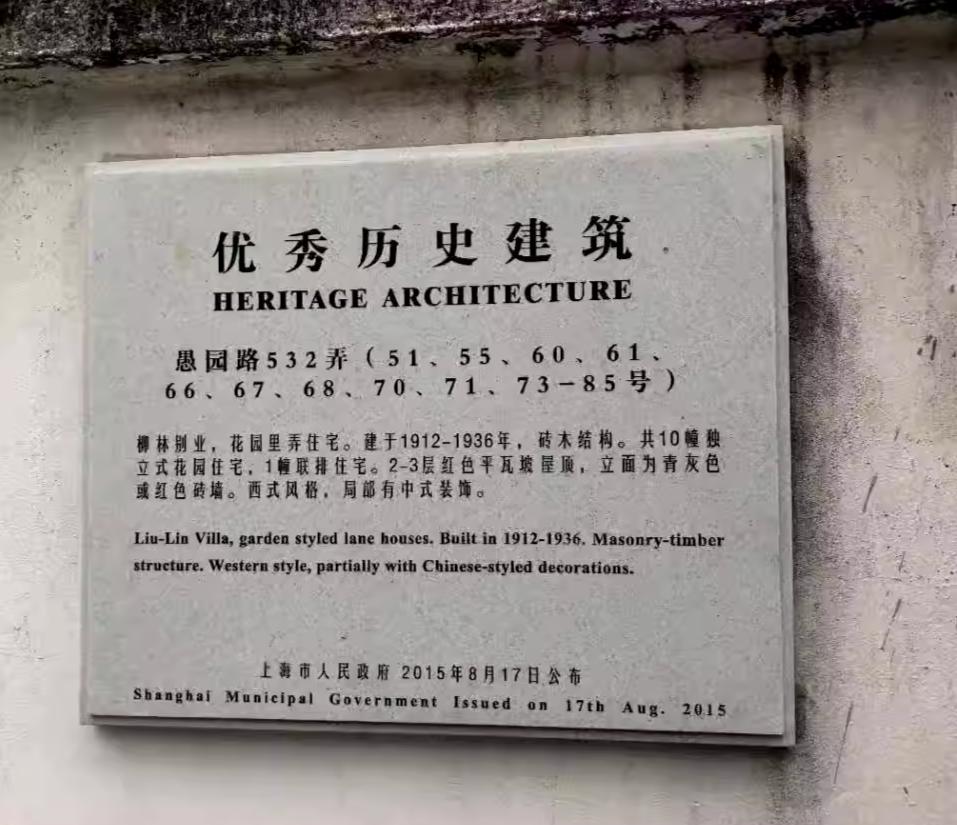 优秀历史建筑
HERITAGE ARCHITECTURE
愚园路532弄（51、55、60、61、
66、67、68、70、71、73－85号）
柳林别业，花园里弄住宅。建于1912-1936年，砖木结构。共10幢独
立式花园住宅，1幢联排住宅。2-3层红色平瓦坡屋顶，立面为青灰色
或红色砖墙。西式风格，局部有中式装饰。
Liu-Lin Villa, garden styled lane houses. Built in 1912-1936. Masonry-timber
structure. Western style, partially with Chinese-styled decorations.
上海市人民政府 2015年8月17日公布
Shanghai Municipal Government Issued on 17th Aug. 2015